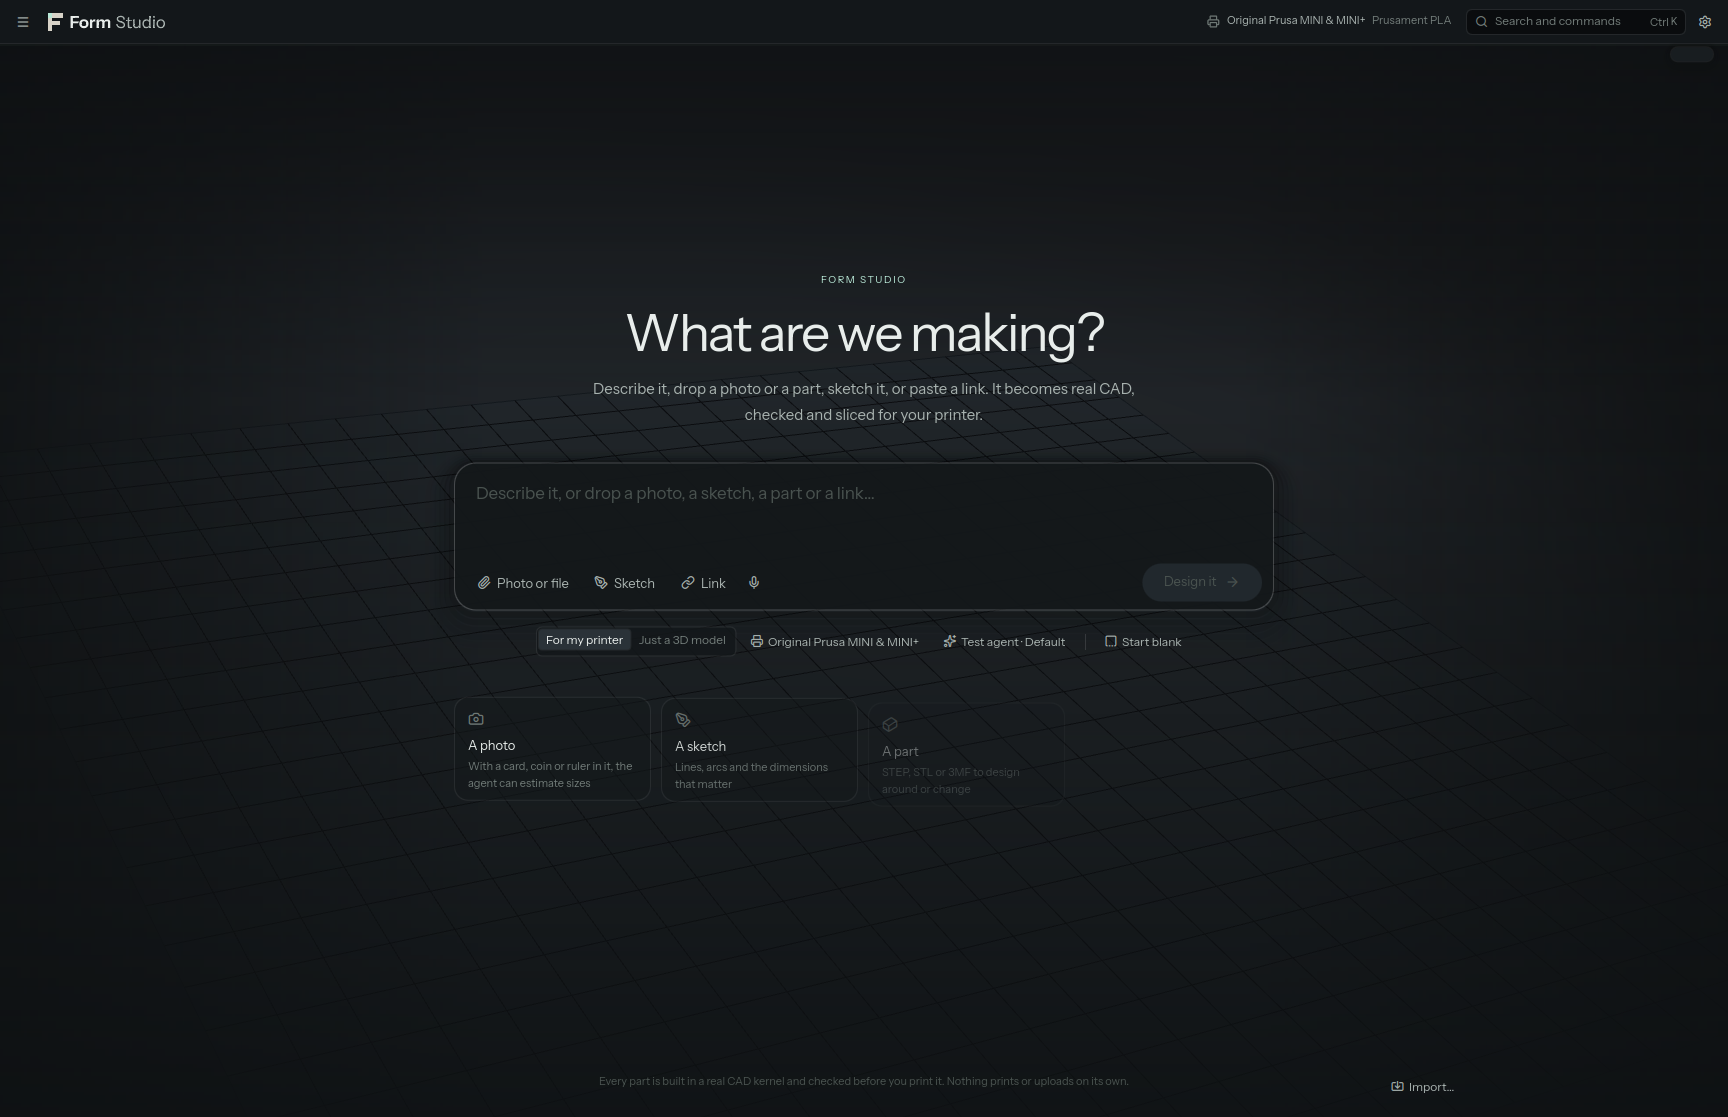 Form Studio
Original Prusa MINI & MINI+ Prusament PLA
Search and commands Ctrl K
FORM STUDIO
What are we making?
Describe it, drop a photo or a part, sketch it, or paste a link. It becomes real CAD,
checked and sliced for your printer.
Describe it, or drop a photo, a sketch, a part or a link...
Photo or file Sketch Link Design it
For my printer Just a 3D model Original Prusa MINI & MINI+ Test agent · Default Start blank
A photo
With a card, coin or ruler in it, the
agent can estimate sizes
A sketch
Lines, arcs and the dimensions
that matter
A part
STEP, STL or 3MF to design
around or change
Every part is built in a real CAD kernel and checked before you print it. Nothing prints or uploads on its own.
Import...